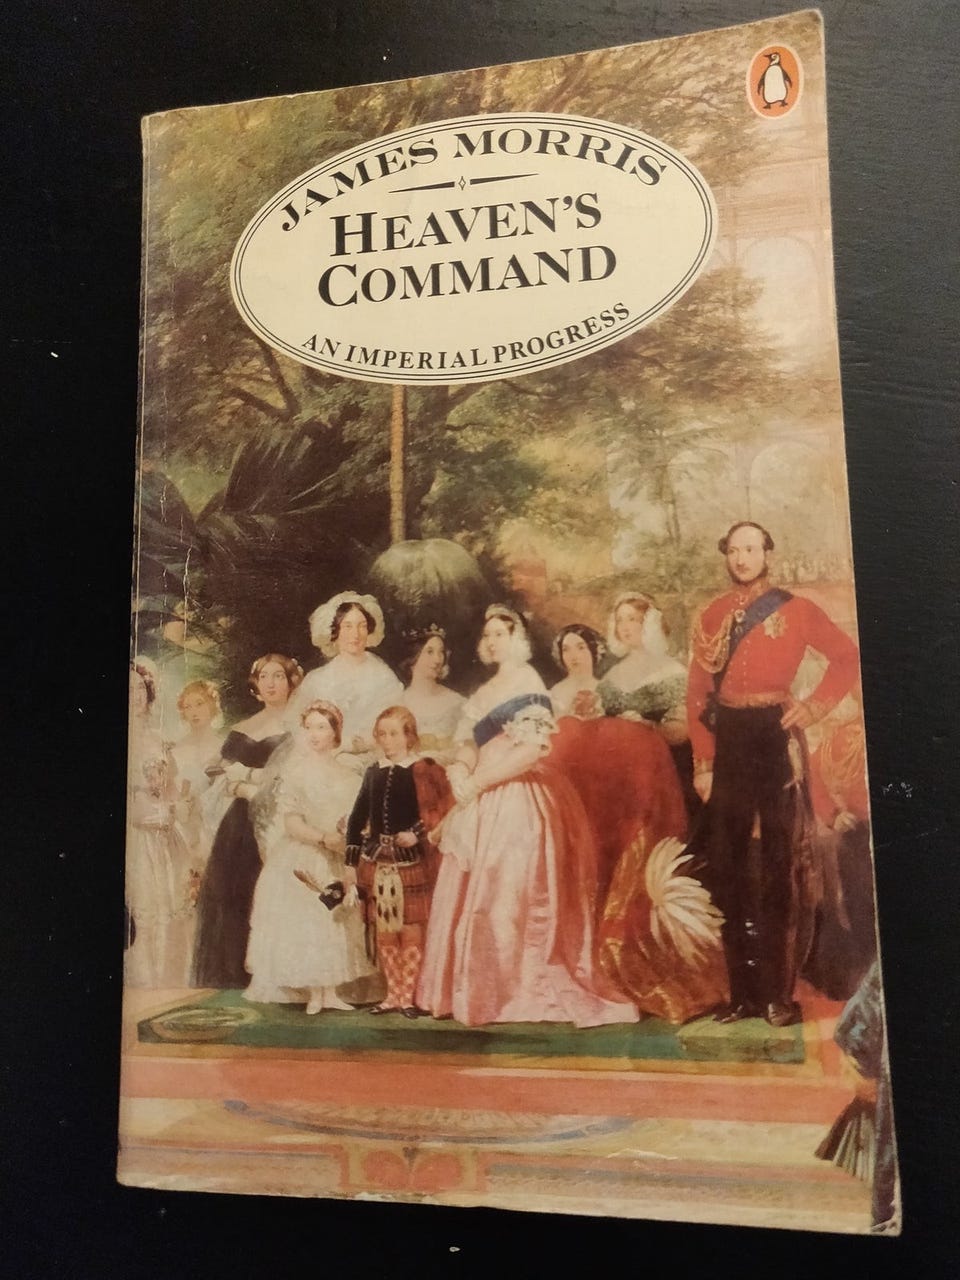 JAMES MORRIS
HEAVEN'S
COMMAND
AN IMPERIAL PROGRESS